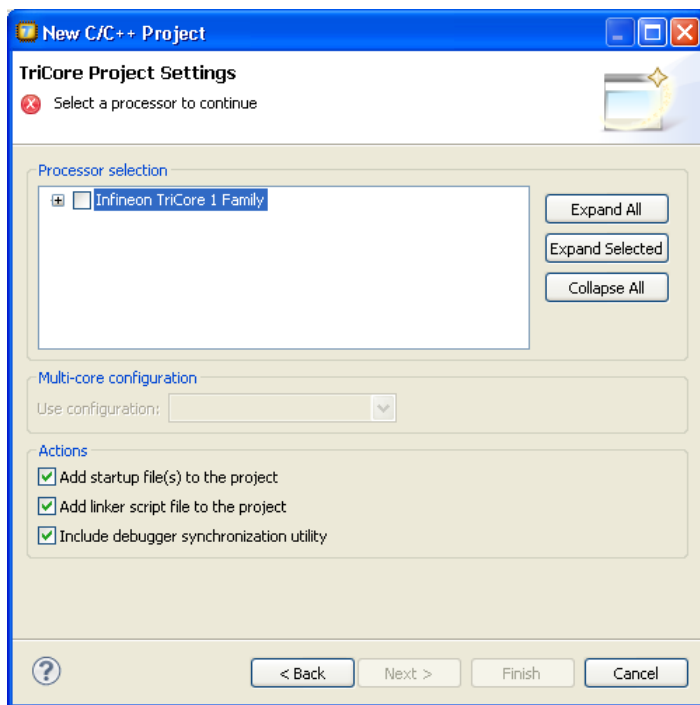 New C/C++ Project
TriCore Project Settings
Select a processor to continue
Processor selection
Infineon TriCore 1 Family
Expand All
Expand Selected
Collapse All
Multi-core configuration
Use configuration:
Actions
Add startup file(s) to the project
Add linker script file to the project
Include debugger synchronization utility
?
< Back
Next >
Finish
Cancel